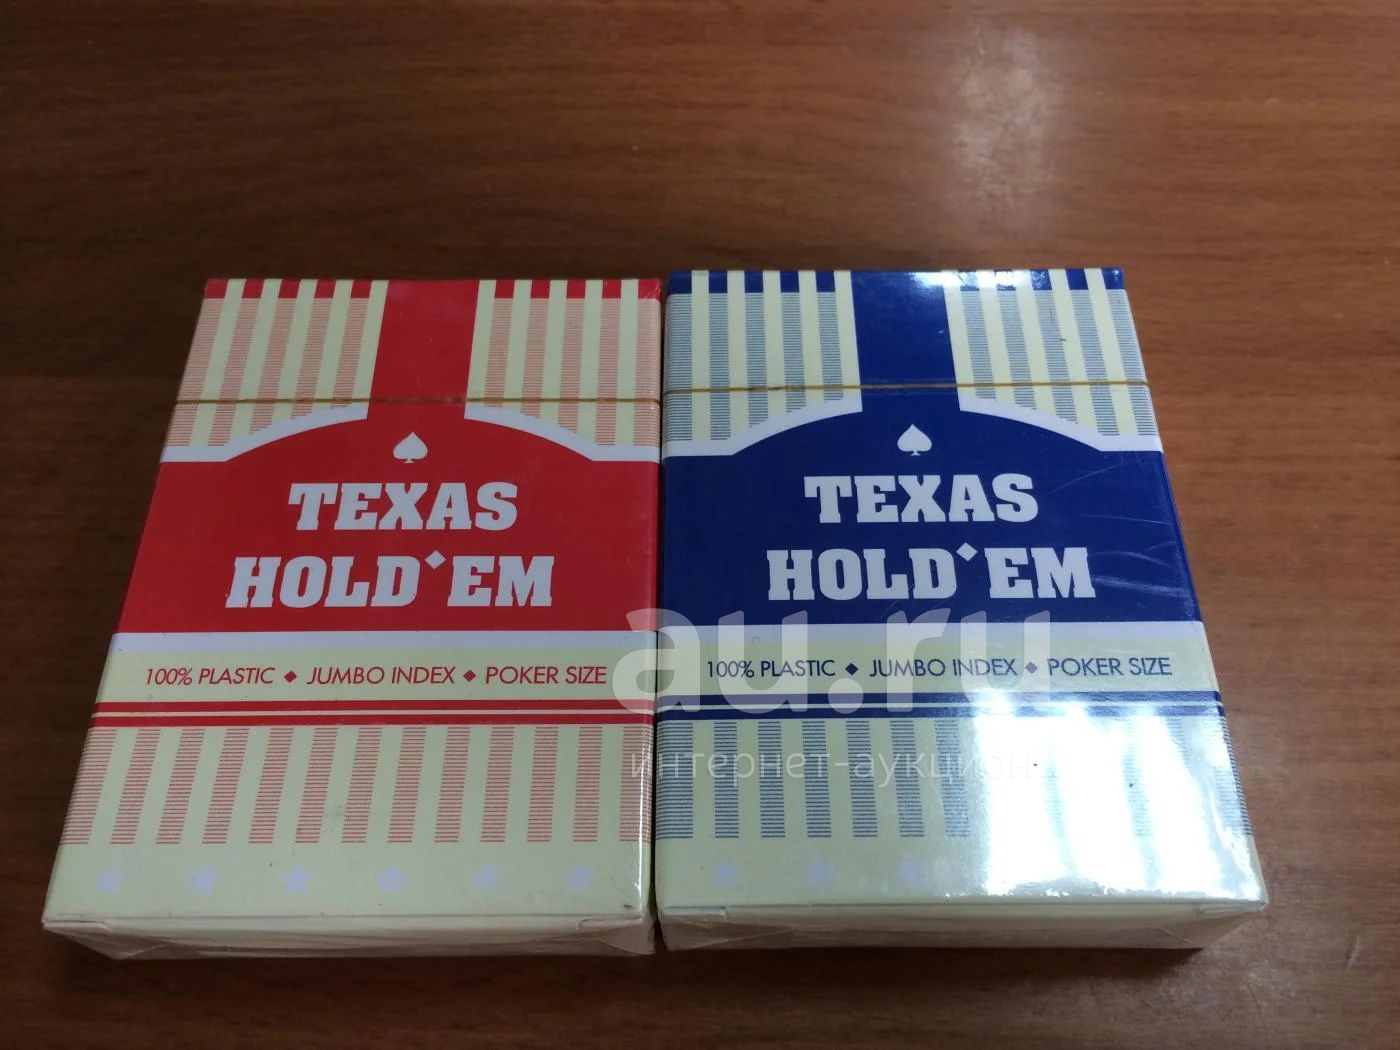 TEXAS
HOLD'EM
100% PLASTIC ◆ JUMBO INDEX ◆ POKER SIZE
TEXAS
HOLD'EM
100% PLASTIC ◆ JUMBO INDEX ◆ POKER SIZE
au.ru
интернет-аукцион